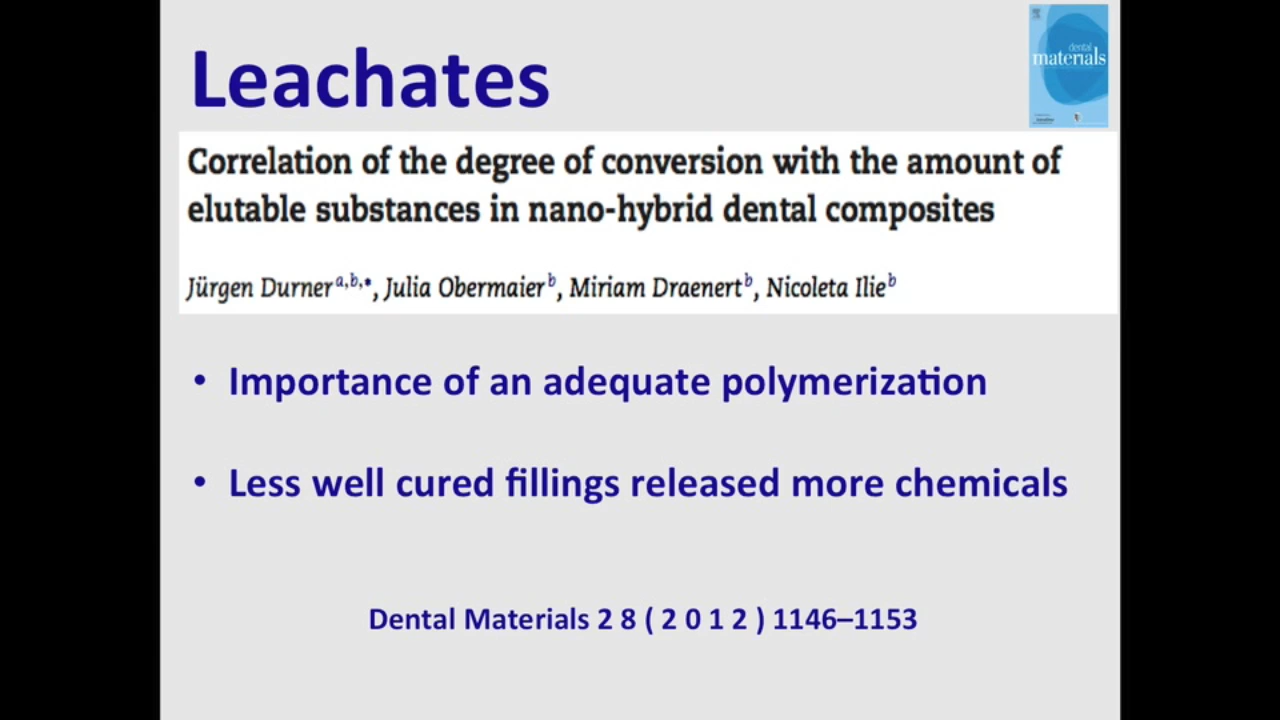 Leachates
dental
materials
Correlation of the degree of conversion with the amount of
elutable substances in nano-hybrid dental composites
Jürgen Durner a,b,*, Julia Obermaier b, Miriam Draenert b, Nicoleta Ilie b
• Importance of an adequate polymerization
• Less well cured fillings released more chemicals
Dental Materials 2 8 ( 2 0 1 2 ) 1146–1153